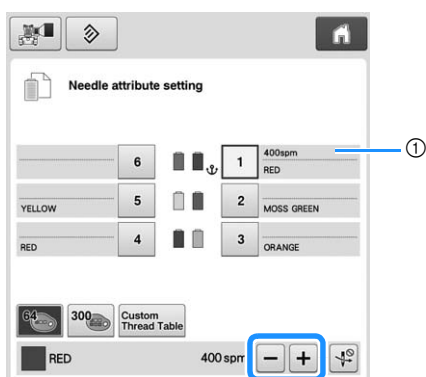 Needle attribute setting
400spm
6
1
RED
①
5
2
YELLOW
MOSS GREEN
4
3
RED
ORANGE
64
300
Custom
Thread Table
RED
400 spm
− +